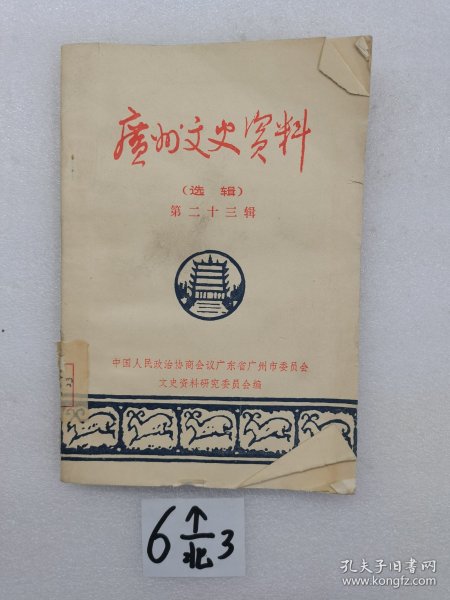 廣州文史资料
（选辑）
第二十三辑
中国人民政治协商会议广东省广州市委员会
文史资料研究委员会编
6 ↑北 3
孔夫子旧书网
www.kongfz.com